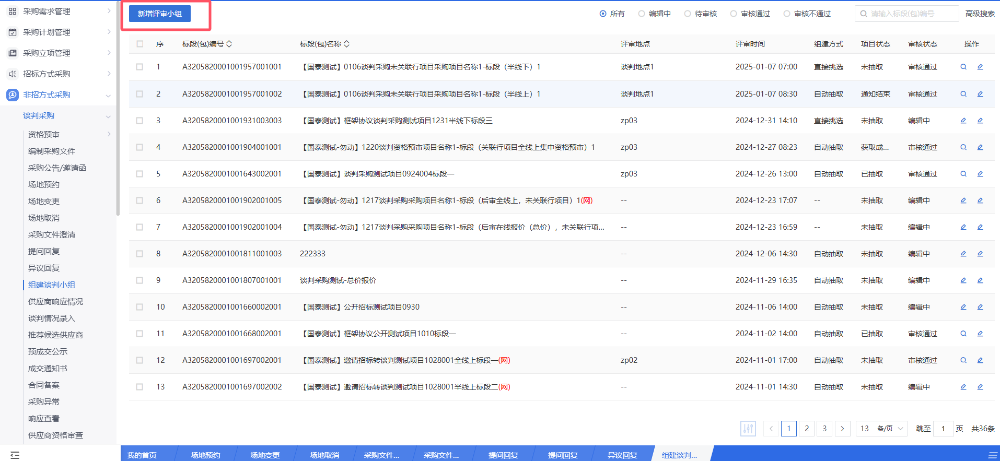 采购需求管理
采购计划管理
采购立项管理
招标方式采购
非招方式采购
谈判采购
资格预审
编制采购文件
采购公告/邀请函
场地预约
场地变更
场地取消
采购文件澄清
提问回复
异议回复
组建谈判小组
供应商响应情况
谈判情况录入
推荐候选供应商
预成交公示
成交通知书
合同备案
采购异常
响应查看
供应商资格审查
新增评审小组 所有 编辑中 待审核 审核通过 审核不通过 请输入标段(包)编号 高级搜索
序 标段(包)编号 标段(包)名称 评审地点 评审时间 组建方式 项目状态 审核状态 操作
1 A3205820001001957001001 【国泰测试】0106谈判采购未关联行项目采购项目名称1-标段（半线下）1 谈判地点1 2025-01-07 07:00 直接挑选 未抽取 审核通过
2 A3205820001001957001002 【国泰测试】0106谈判采购未关联行项目采购项目名称1-标段（半线上）1 谈判地点1 2025-01-07 08:30 自动抽取 通知结束 审核通过
3 A3205820001001931003003 【国泰测试】框架协议谈判采购测试项目1231半线下标段三 zp03 2024-12-31 14:10 直接挑选 未抽取 编辑中
4 A3205820001001904001001 【国泰测试-勿动】1220谈判资格预审项目名称1-标段（关联行项目全线上集中资格预审）1 zp03 2024-12-27 08:23 自动抽取 获取成... 审核通过
5 A3205820001001643002001 【国泰测试】谈判采购测试项目0924004标段一 zp03 2024-12-26 13:00 自动抽取 已抽取 审核通过
6 A3205820001001902001005 【国泰测试-勿动】1217谈判采购采购项目名称1-标段（后审全线上，未关联行项目）1(网) -- 2024-12-23 17:07 -- 未抽取 编辑中
7 A3205820001001902001004 【国泰测试-勿动】1217谈判采购采购项目名称1-标段（后审在线报价（总价），未关联行项... -- 2024-12-23 16:59 -- 未抽取 编辑中
8 A3205820001001811001003 222333 -- 2024-12-06 14:30 自动抽取 未抽取 编辑中
9 A3205820001001807001001 谈判采购测试-总价报价 -- 2024-11-29 16:35 自动抽取 未抽取 编辑中
10 A3205820001001660002001 【国泰测试】公开招标测试项目0930 -- 2024-11-06 14:00 自动抽取 未抽取 编辑中
11 A3205820001001668002001 【国泰测试】框架协议公开测试项目1010标段一 -- 2024-11-02 14:00 自动抽取 已抽取 审核通过
12 A3205820001001697002001 【国泰测试】邀请招标转谈判测试项目1028001全线上标段一(网) zp02 2024-11-01 17:00 自动抽取 未抽取 审核通过
13 A3205820001001697002002 【国泰测试】邀请招标转谈判测试项目1028001半线上标段二(网) -- 2024-11-01 14:30 自动抽取 未抽取 编辑中
1 2 3 13 条/页 跳至 1 页 共36条
我的首页 场地预约 场地变更 场地取消 采购文件... 采购文件... 提问回复 提问回复 异议回复 组建谈判...